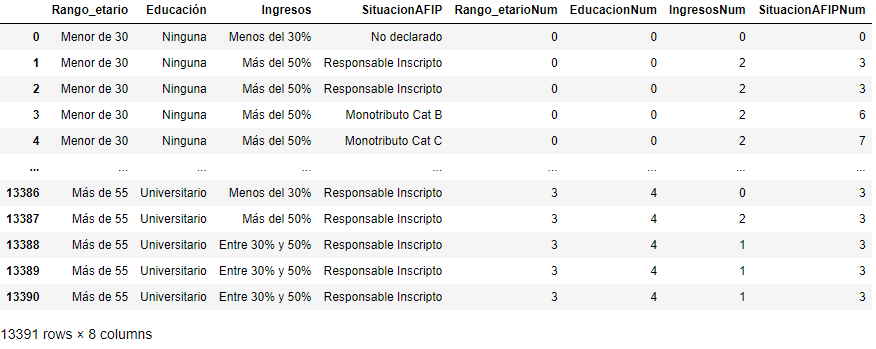 Rango_etario Educación Ingresos SituacionAFIP Rango_etarioNum EducacionNum IngresosNum SituacionAFIPNum
0 Menor de 30 Ninguna Menos del 30% No declarado 0 0 0 0
1 Menor de 30 Ninguna Más del 50% Responsable Inscripto 0 0 2 3
2 Menor de 30 Ninguna Más del 50% Responsable Inscripto 0 0 2 3
3 Menor de 30 Ninguna Más del 50% Monotributo Cat B 0 0 2 6
4 Menor de 30 Ninguna Más del 50% Monotributo Cat C 0 0 2 7
... ... ... ... ... ... ... ... ...
13386 Más de 55 Universitario Menos del 30% Responsable Inscripto 3 4 0 3
13387 Más de 55 Universitario Más del 50% Responsable Inscripto 3 4 2 3
13388 Más de 55 Universitario Entre 30% y 50% Responsable Inscripto 3 4 1 3
13389 Más de 55 Universitario Entre 30% y 50% Responsable Inscripto 3 4 1 3
13390 Más de 55 Universitario Entre 30% y 50% Responsable Inscripto 3 4 1 3
13391 rows × 8 columns